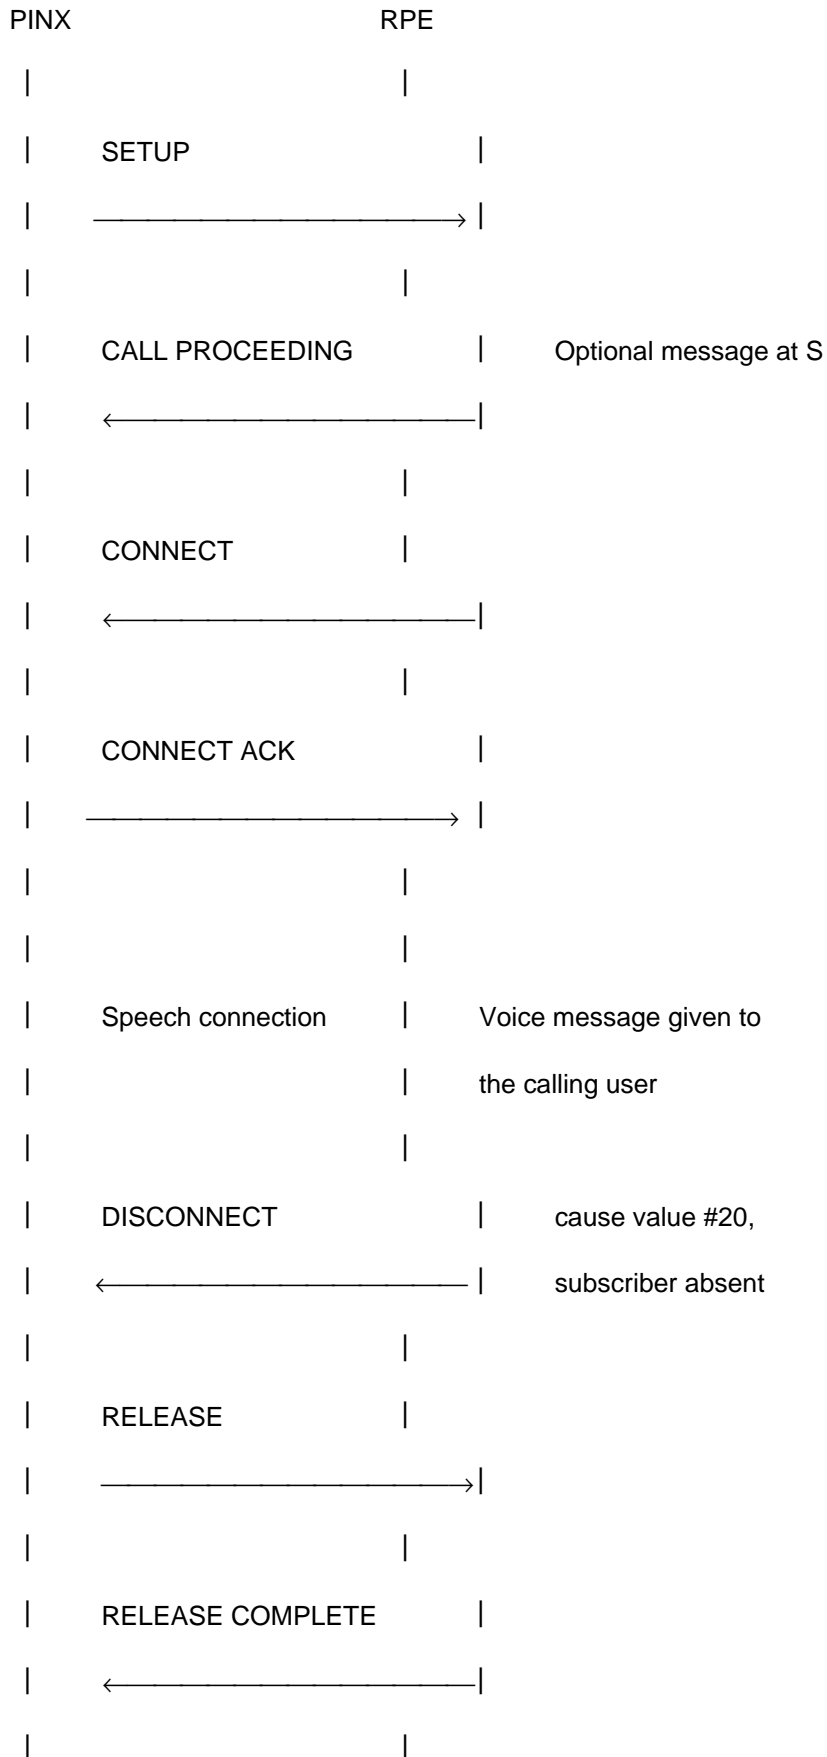 PINX RPE
SETUP
CALL PROCEEDING Optional message at S
CONNECT
CONNECT ACK
Speech connection Voice message given to
the calling user
DISCONNECT cause value #20,
subscriber absent
RELEASE
RELEASE COMPLETE